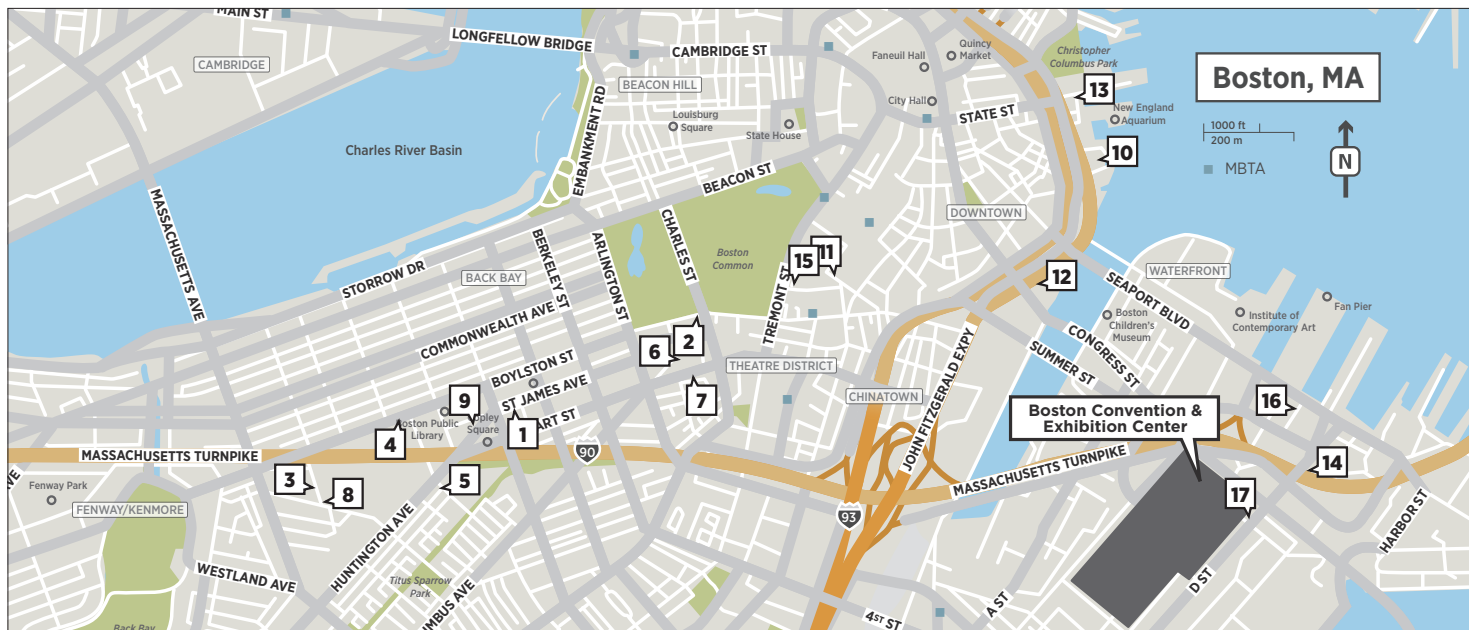 MAIN ST
LONGFELLOW BRIDGE
CAMBRIDGE ST
CAMBRIDGE
BEACON HILL
Louisburg
Square
State House
EMBANKMENT RD
Charles River Basin
Faneuil Hall
Quincy
Market
City Hall
STATE ST
Christopher
Columbus Park
13
New England
Aquarium
10
Boston, MA
1000 ft
200 m
MBTA
N
MASSACHUSETTS AVE
STORROW DR
BACK BAY
BERKELEY ST
ARLINGTON ST
CHARLES ST
BEACON ST
Boston
Common
TREMONT ST
15
11
DOWNTOWN
12
WATERFRONT
SEAPORT BLVD
Fan Pier
Institute of
Contemporary Art
Boston
Children's
Museum
CONGRESS ST
SUMMER ST
COMMONWEALTH AVE
BOYLSTON ST
ST JAMES AVE
ART ST
6
2
7
THEATRE DISTRICT
CHINATOWN
JOHN FITZGERALD EXPY
9
4
1
Boston Public
Library
Square
MASSACHUSETTS TURNPIKE
90
3
8
5
Fenway Park
FENWAY/KENMORE
WESTLAND AVE
HUNTINGTON AVE
Titus Sparrow
Park
Back Bay
93
Boston Convention &
Exhibition Center
MASSACHUSETTS TURNPIKE
16
14
17
HARBOR ST
D ST
A ST
4ST ST